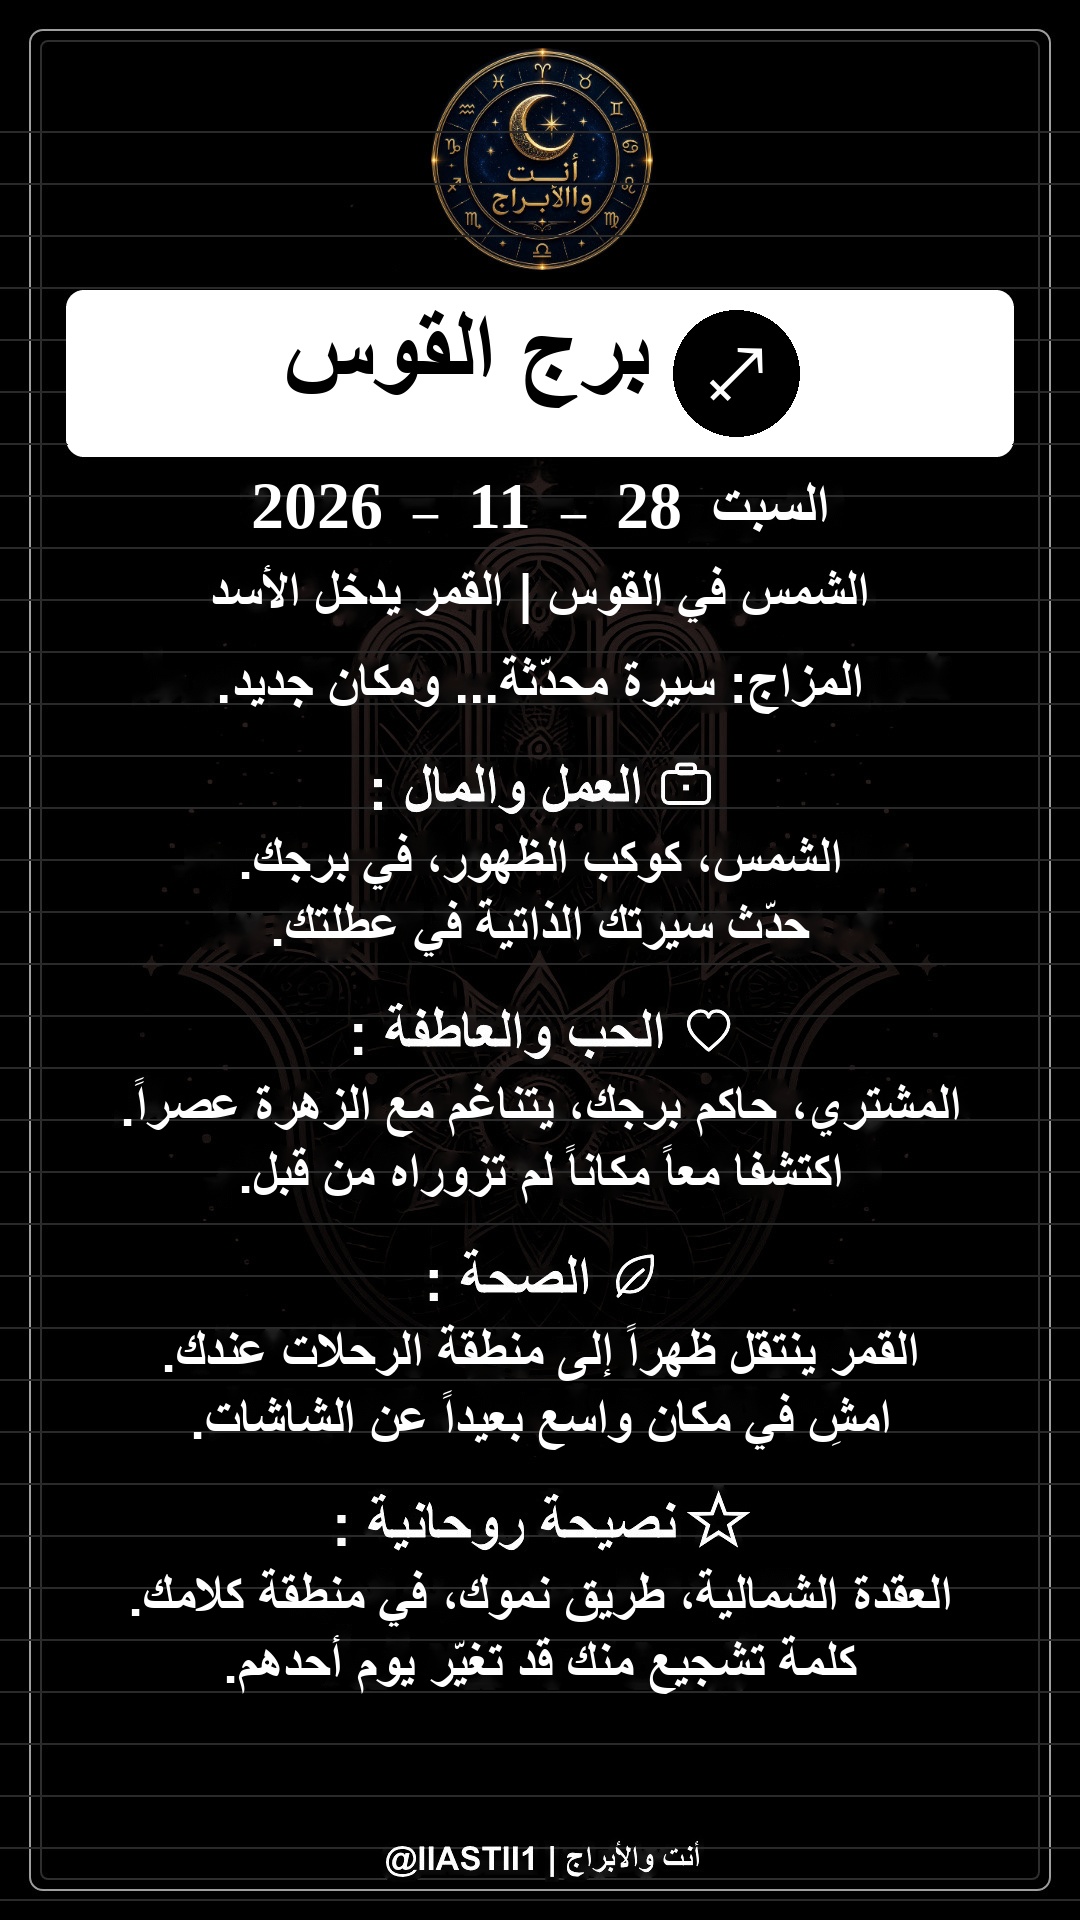 أنت
واالآبراج
برج القوس
السبت 28 – 11 – 2026
الشمس في القوس | القمر يدخل الأسد
المزاج: سيرة محدّثة... ومكان جديد.
العمل والمال :
الشمس، كوكب الظهور، في برجك.
حدّث سيرتك الذاتية في عطلتك.
الحب والعاطفة :
المشتري، حاكم برجك، يتناغم مع الزهرة عصراً.
اكتشفا معاً مكاناً لم تزوراه من قبل.
الصحة :
القمر ينتقل ظهراً إلى منطقة الرحلات عندك.
امشِ في مكان واسع بعيداً عن الشاشات.
نصيحة روحانية :
العقدة الشمالية، طريق نموك، في منطقة كلامك.
كلمة تشجيع منك قد تغيّر يوم أحدهم.
أنت والأبراج | @IIASTII1